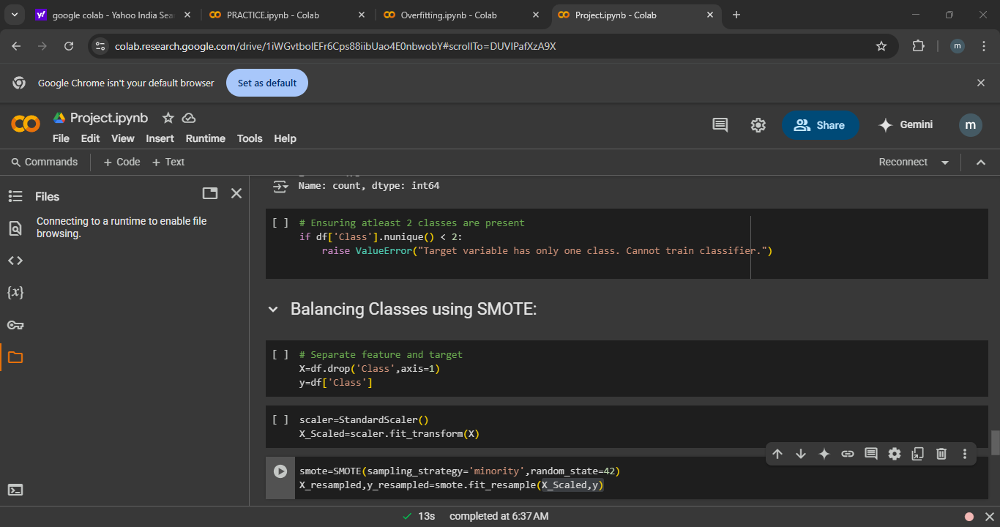 google colab - Yahoo India Sea
PRACTICE.ipynb - Colab
Overfitting.ipynb - Colab
Project.ipynb - Colab
colab.research.google.com/drive/1iWGvtbolEFr6Cps88iibUao4E0nbwobY#scrollTo=DUVIPafXzA9X
m
Google Chrome isn't your default browser
Set as default
Project.ipynb
Share
Gemini
m
File Edit View Insert Runtime Tools Help
Commands + Code + Text
Reconnect
Files
Connecting to a runtime to enable file
browsing.
Name: count, dtype: int64
[ ] # Ensuring atleast 2 classes are present
if df['Class'].nunique() < 2:
raise ValueError("Target variable has only one class. Cannot train classifier.")
Balancing Classes using SMOTE:
[ ] # Separate feature and target
X=df.drop('Class',axis=1)
y=df['Class']
[ ] scaler=StandardScaler()
X_Scaled=scaler.fit_transform(X)
smote=SMOTE(sampling_strategy='minority',random_state=42)
X_resampled,y_resampled=smote.fit_resample(X_Scaled,y)
13s completed at 6:37 AM